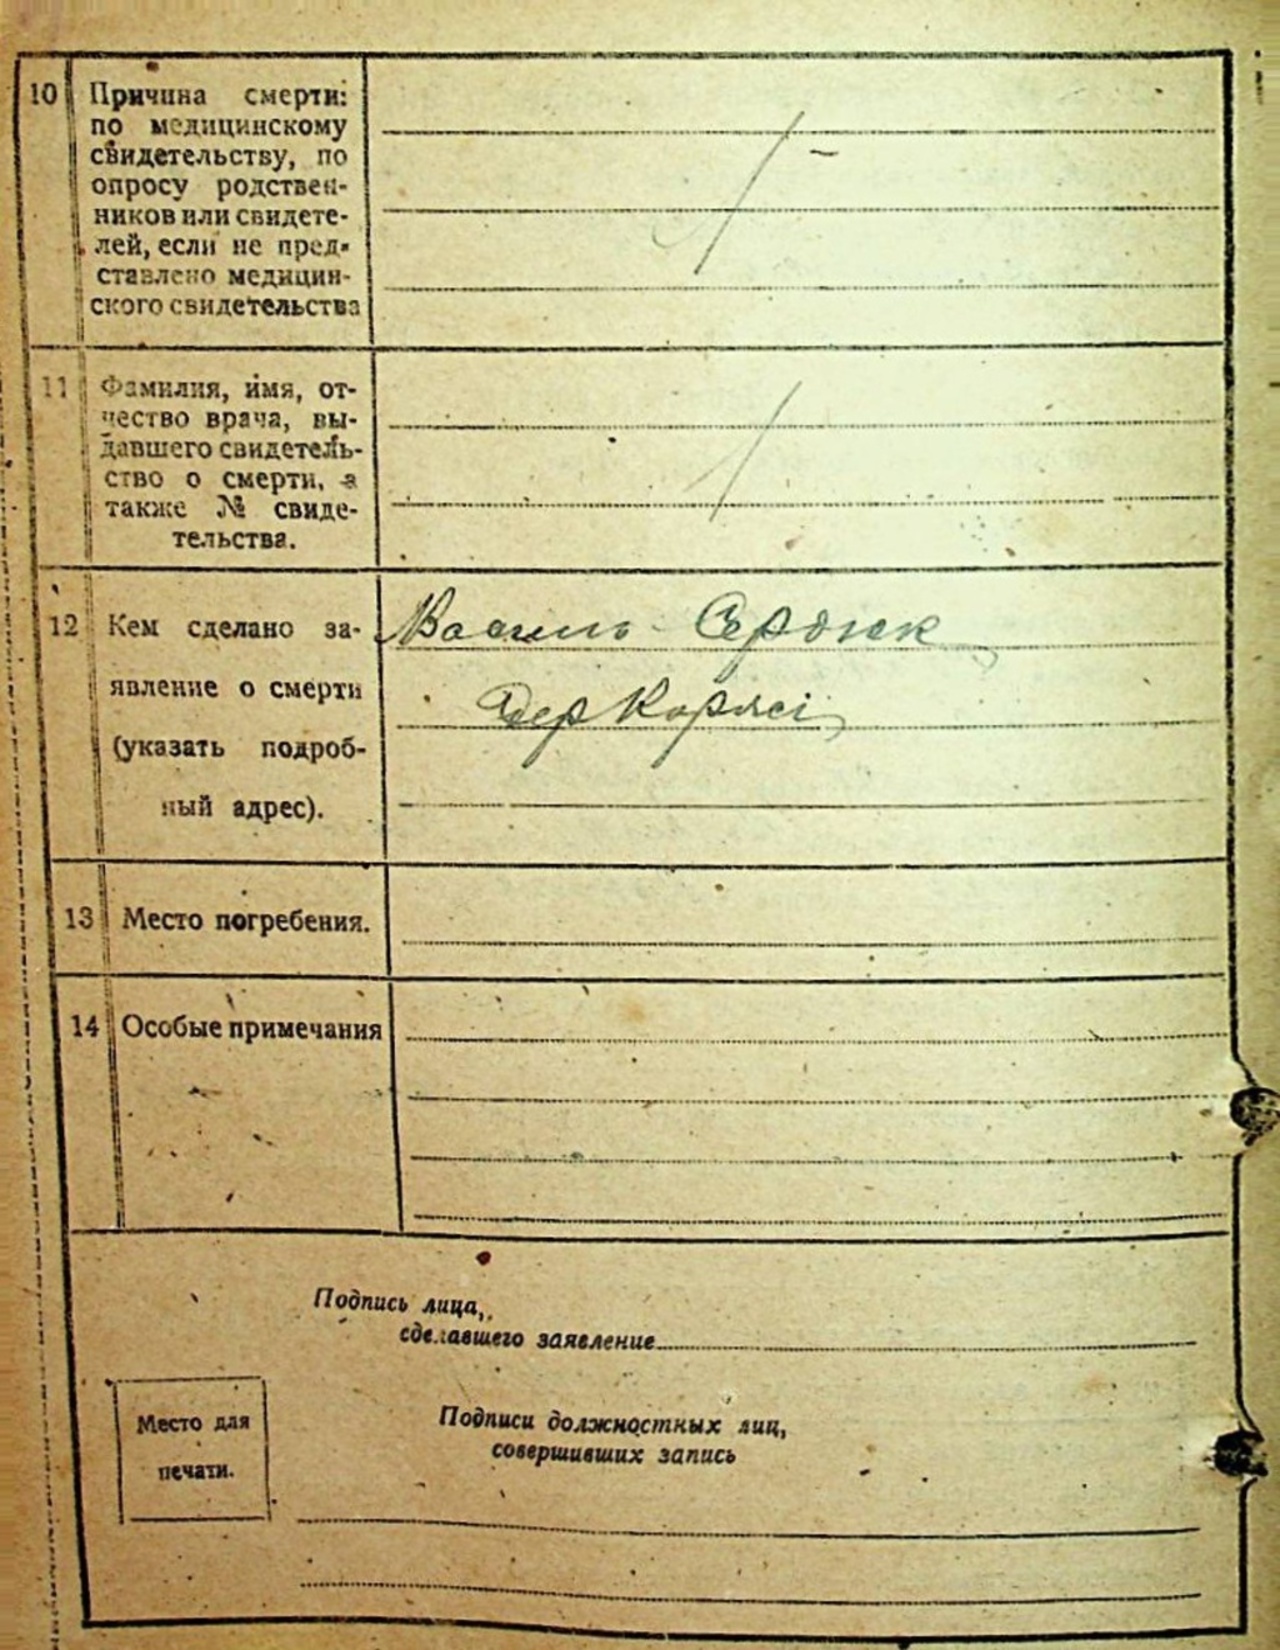 10 Причина смерти:
по медицинскому
свидетельству, по
опросу родствен-
ников или свидете-
лей, если не пред-
ставлено медицин-
ского свидетельства
11 Фамилия, имя, от-
чество врача, вы-
давшего свидетель-
ство о смерти, а
также № свиде-
тельства.
12 Кем сделано за-
явление о смерти
(указать подроб-
ный адрес).
Василь
дер
13 Место погребения.
14 Особые примечания
Подпись лица,
сделавшего заявление
Место для
печати.
Подписи должностных лиц,
совершивших запись